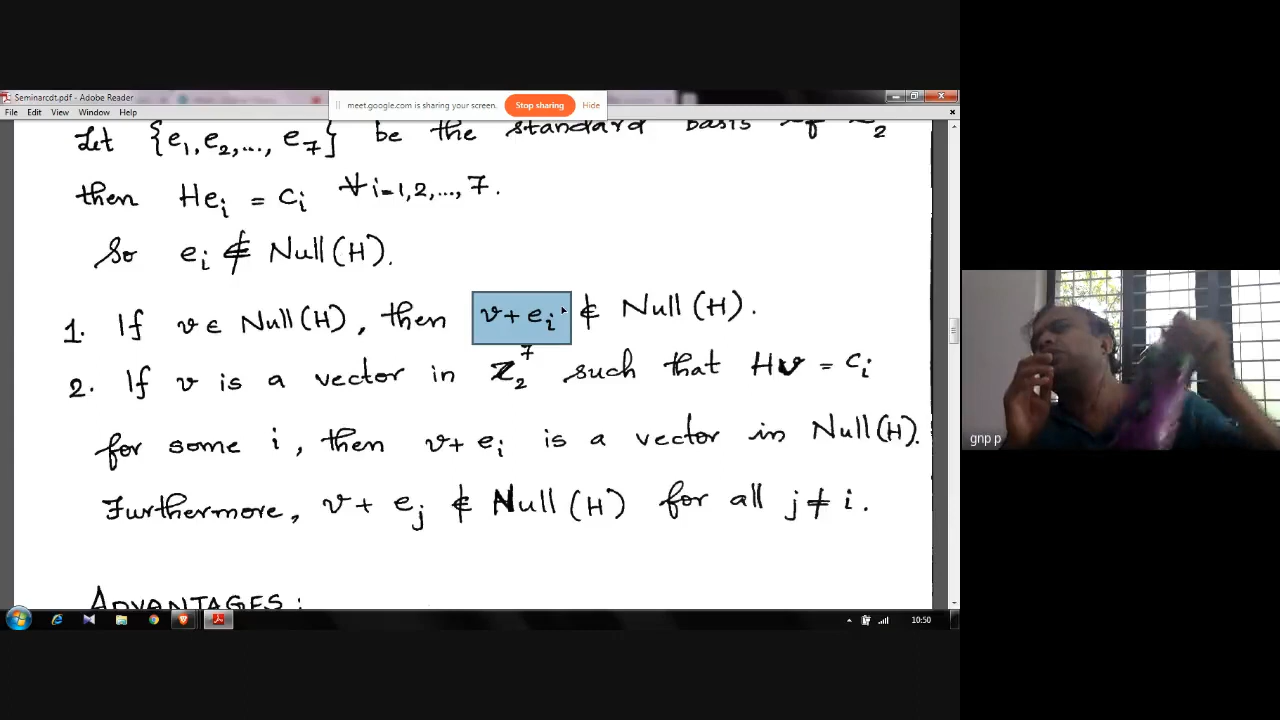 Seminarcdt.pdf - Adobe Reader
File Edit View Window Help
meet.google.com is sharing your screen. Stop sharing Hide
Let {e1, e2, ..., e7} be the standard basis of
then Hei = ci ∀ i=1,2,...,7.
So ei ∉ Null(H).
1. If v ∈ Null(H), then v + ei ∉ Null(H).
2. If v is a vector in Z₂⁷ such that Hv = ci
for some i, then v + ei is a vector in Null(H).
Furthermore, v + ej ∉ Null(H) for all j ≠ i.
ADVANTAGES:
10:50
gnp p